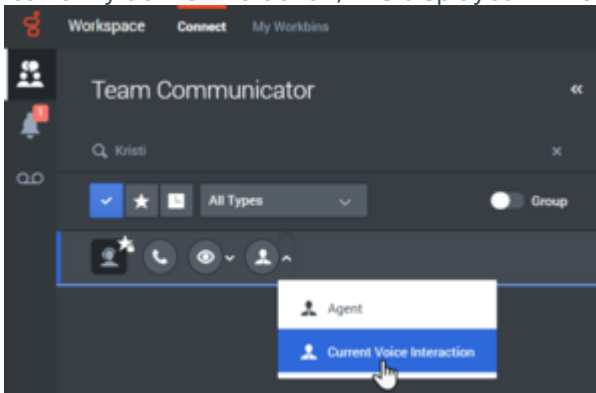 Workspace Connect My Workbins
Team Communicator
Kristi
1
All Types
Group
Agent
Current Voice Interaction